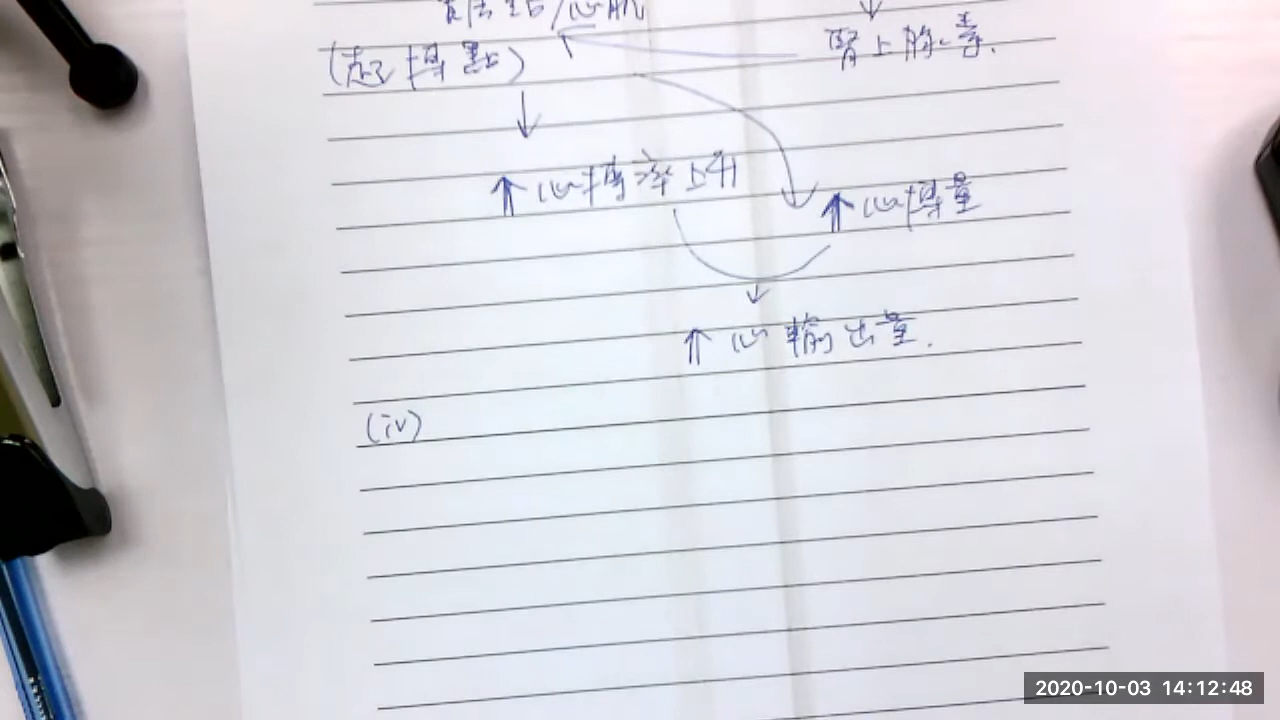 /心肌
腎上腺素.
(起搏點)
↑心搏率上升
↑心搏量
↑心輸出量.
(iv)
2020-10-03 14:12:48